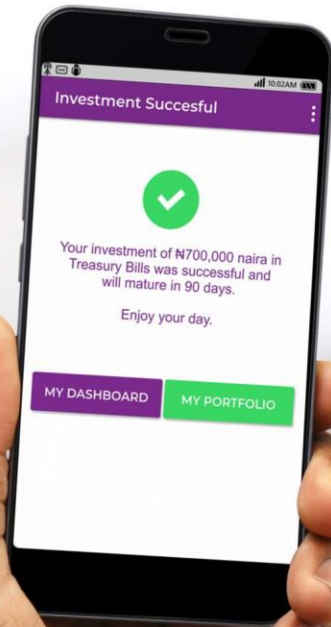 10:02AM
Investment Succesful
Your investment of ₦700,000 naira in
Treasury Bills was successful and
will mature in 90 days.
Enjoy your day.
MY DASHBOARD
MY PORTFOLIO